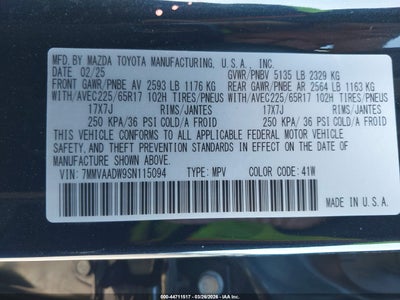 MFD. BY MAZDA TOYOTA MANUFACTURING, U.S.A., INC.
DATE 02/25 GVWR/PNBV 5135 LB 2329 KG
FRONT GAWR/PNBE AV 2593 LB 1176 KG REAR GAWR/PNBE AR 2564 LB 1163 KG
WITH/AVEC225/65R17 102H TIRES/PNEUS WITH/AVEC225/65R17 102H TIRES/PNEUS
17X7J RIMS/JANTES 17X7J RIMS/JANTES
250 KPA/36 PSI COLD/A FROID 250 KPA/36 PSI COLD/A FROID
THIS VEHICLE CONFORMS TO ALL APPLICABLE FEDERAL MOTOR VEHICLE
SAFETY, AND THEFT PREVENTION STANDARDS IN EFFECT ON THE DATE OF
MANUFACTURE SHOWN ABOVE.
VIN: 7MMVAADW9SN115094 TYPE: MPV COLOR CODE: 41W
MADE IN
U.S.A.
000-44711517 - 03/26/2026 - IAA Inc.